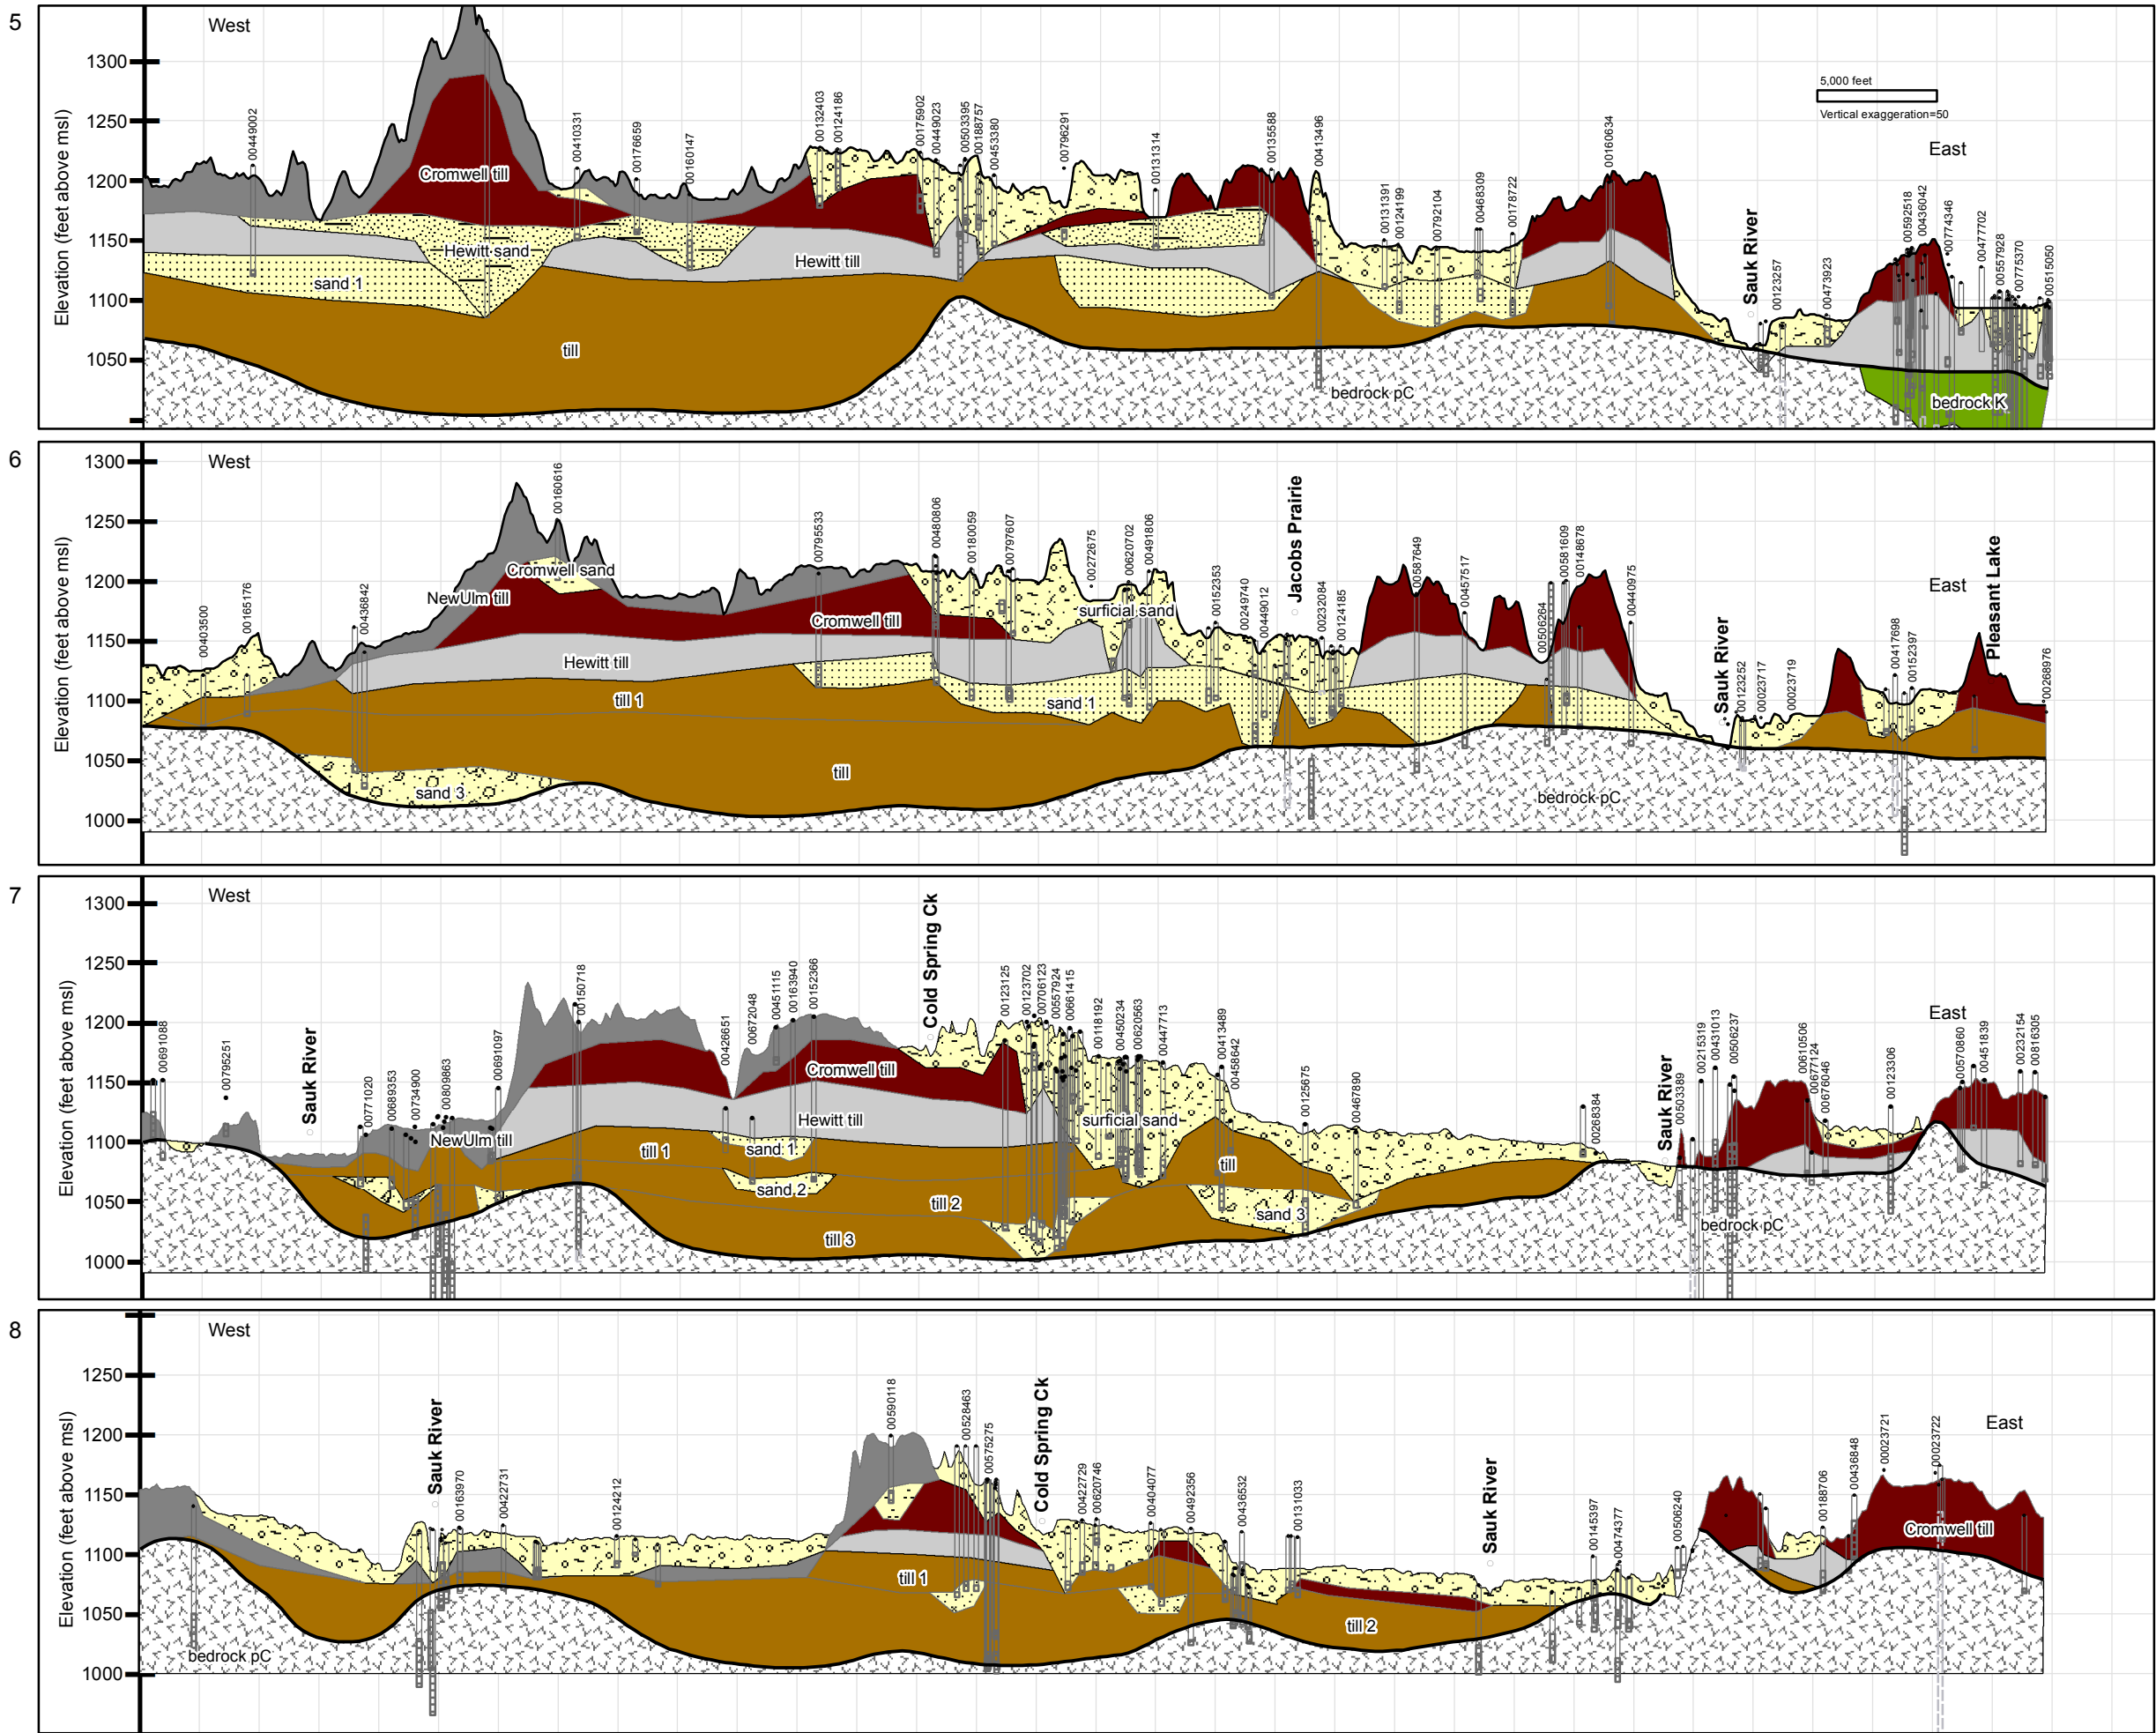 5
West
1300
1250
1200
1150
1100
1050
Elevation (feet above msl)
00449002
00410331
00176659
00160147
00132403
00124186
00175902
00449023
00503395
00188757
00453380
00796291
00131314
00135588
00413496
00131391
00124199
00792104
00468309
00178722
00160634
Sauk River
00123257
00473923
00592518
00436042
00774346
00477702
00557928
00775370
00515050
5,000 feet
Vertical exaggeration=50
East
Cromwell till
Hewitt sand
sand 1
Hewitt till
till
bedrock pC
bedrock K
6
West
1300
1250
1200
1150
1100
1050
1000
Elevation (feet above msl)
00403500
00165176
00436842
00160616
00795533
00480806
00180059
00797607
00272675
00620702
00491806
00152353
00249740
00449012
Jacobs Prairie
00232084
00124185
00587649
00457517
00506264
00581609
00148678
00440975
Sauk River
00123252
00023717
00023719
00417698
00152397
Pleasant Lake
00268976
East
Cromwell sand
NewUlm till
Cromwell till
surficial sand
Hewitt till
till 1
sand 1
till
sand 3
bedrock pC
7
West
1300
1250
1200
1150
1100
1050
1000
Elevation (feet above msl)
00691088
00795251
Sauk River
00771020
00689353
00734900
00809863
00691097
00150718
00426651
00672048
00451115
00163940
00152366
Cold Spring Ck
00123125
00123702
00706123
00557924
00661415
00118192
00450234
00620563
00447713
00413489
00458642
00125675
00467890
00268384
Sauk River
00503389
00215319
00431013
00506237
00610506
00677124
00676046
00123306
00570860
00451839
00232154
00816305
East
Cromwell till
Hewitt till
NewUlm till
surficial sand
till 1
sand 1
till
sand 2
till 2
sand 3
till 3
bedrock pC
8
West
1250
1200
1150
1100
1050
1000
Elevation (feet above msl)
Sauk River
00163970
00422731
00124212
00590118
00528463
00575275
Cold Spring Ck
00422729
00620746
00404077
00492356
00436532
00131033
Sauk River
00145397
00474377
00506240
00188706
00436848
00023721
00023722
East
Cromwell till
till 1
till 2
bedrock pC